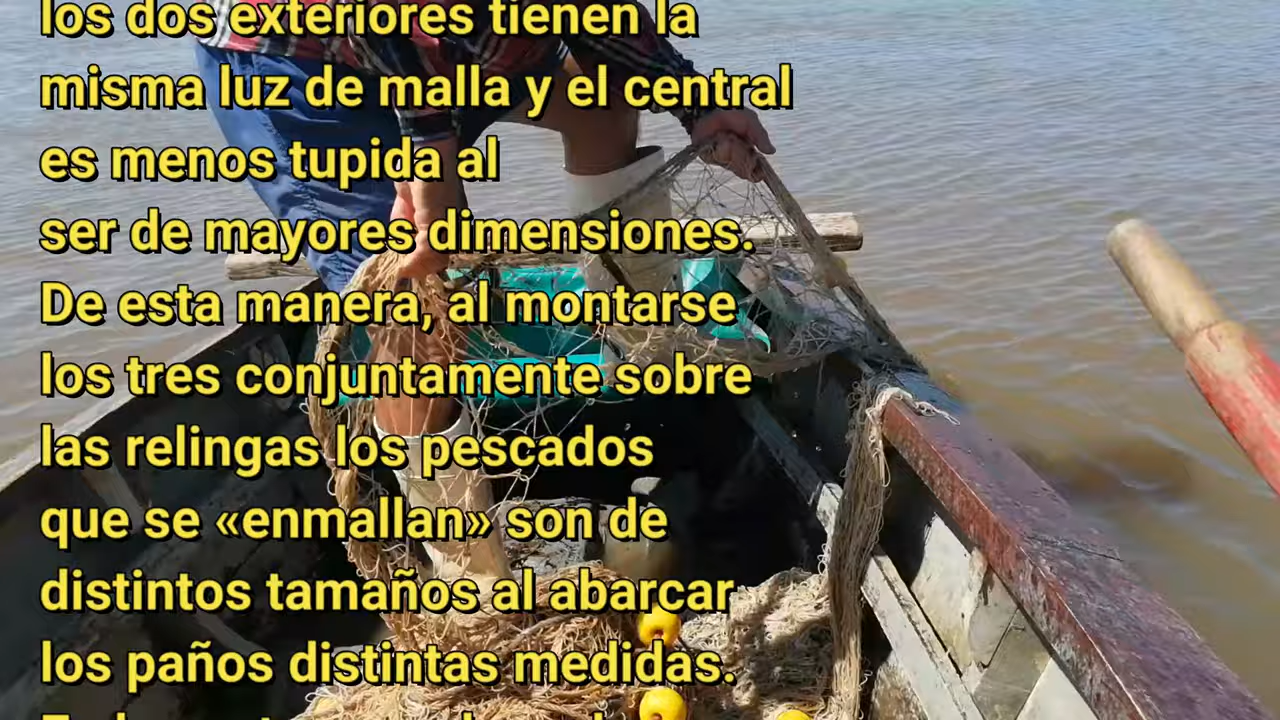 los dos exteriores tienen la
misma luz de malla y el central
es menos tupida al
ser de mayores dimensiones.
De esta manera, al montarse
los tres conjuntamente sobre
las relingas los pescados
que se «enmallan» son de
distintos tamaños al abarcar
los paños distintas medidas.